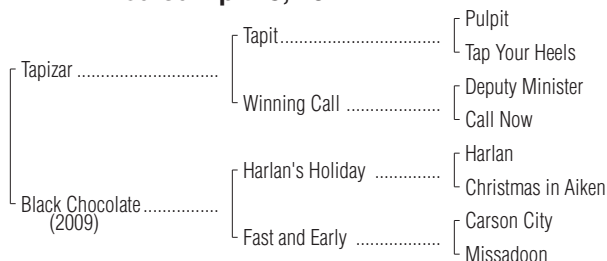 Pulpit
Tapit
Tap Your Heels
Tapizar
Deputy Minister
Winning Call
Call Now
Harlan
Harlan's Holiday
Christmas in Aiken
Black Chocolate
(2009)
Carson City
Fast and Early
Missadoon